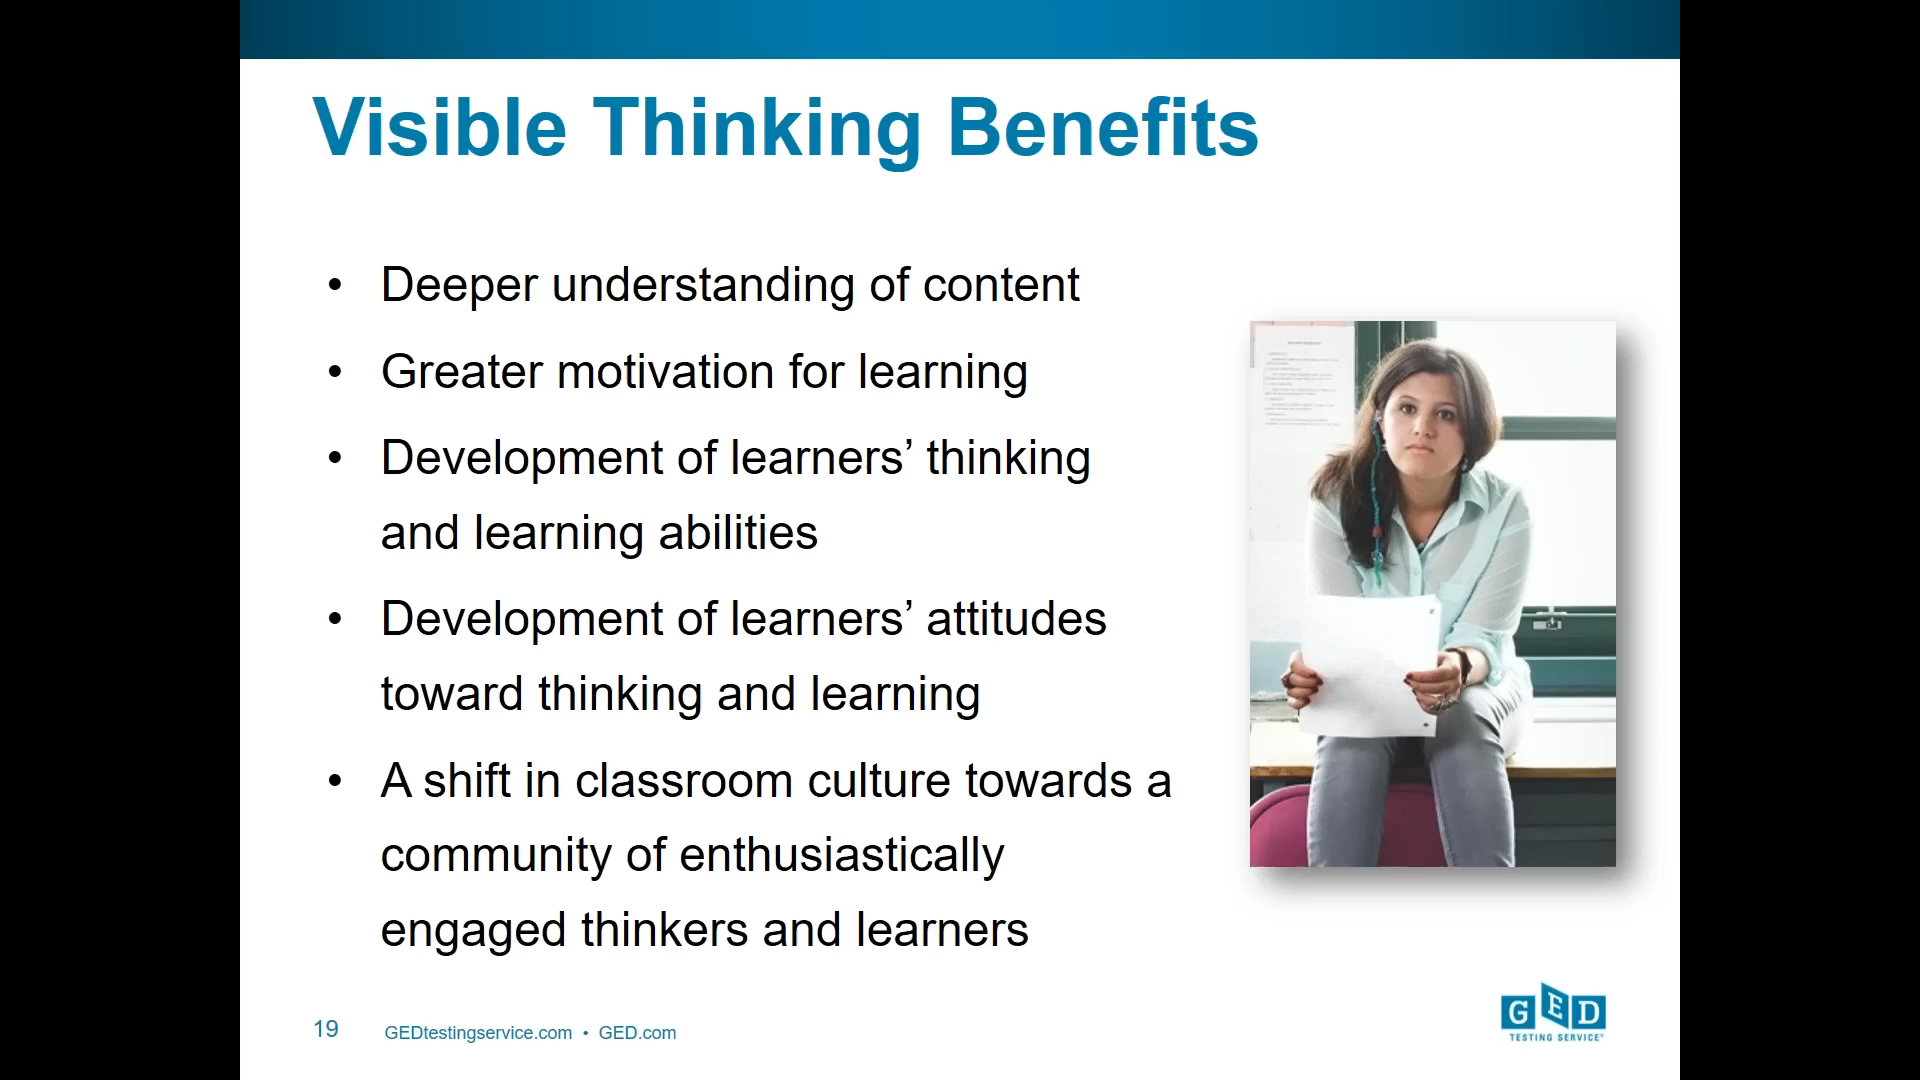 Visible Thinking Benefits
• Deeper understanding of content
• Greater motivation for learning
• Development of learners’ thinking
and learning abilities
• Development of learners’ attitudes
toward thinking and learning
• A shift in classroom culture towards a
community of enthusiastically
engaged thinkers and learners
19 GEDtestingservice.com • GED.com
GED
TESTING SERVICE®